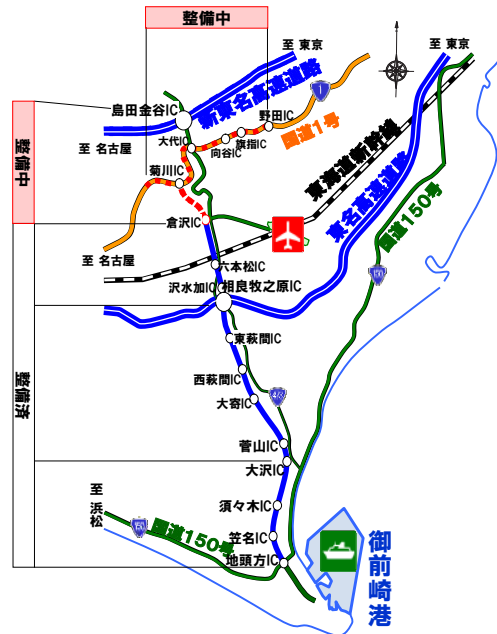 整備中
至 東京
至 東京
島田金谷IC
新東名高速道路
1
国道1号
野田IC
旗指IC
向谷IC
大代IC
至 名古屋
整備中
菊川IC
東海道新幹線
東名高速道路
国道150号
倉沢IC
至 名古屋
150
六本松IC
沢水加IC
相良牧之原IC
東萩間IC
西萩間IC
整備済
大寄IC
473
菅山IC
大沢IC
至 浜松
須々木IC
150
国道150号
笠名IC
地頭方IC
御前崎港